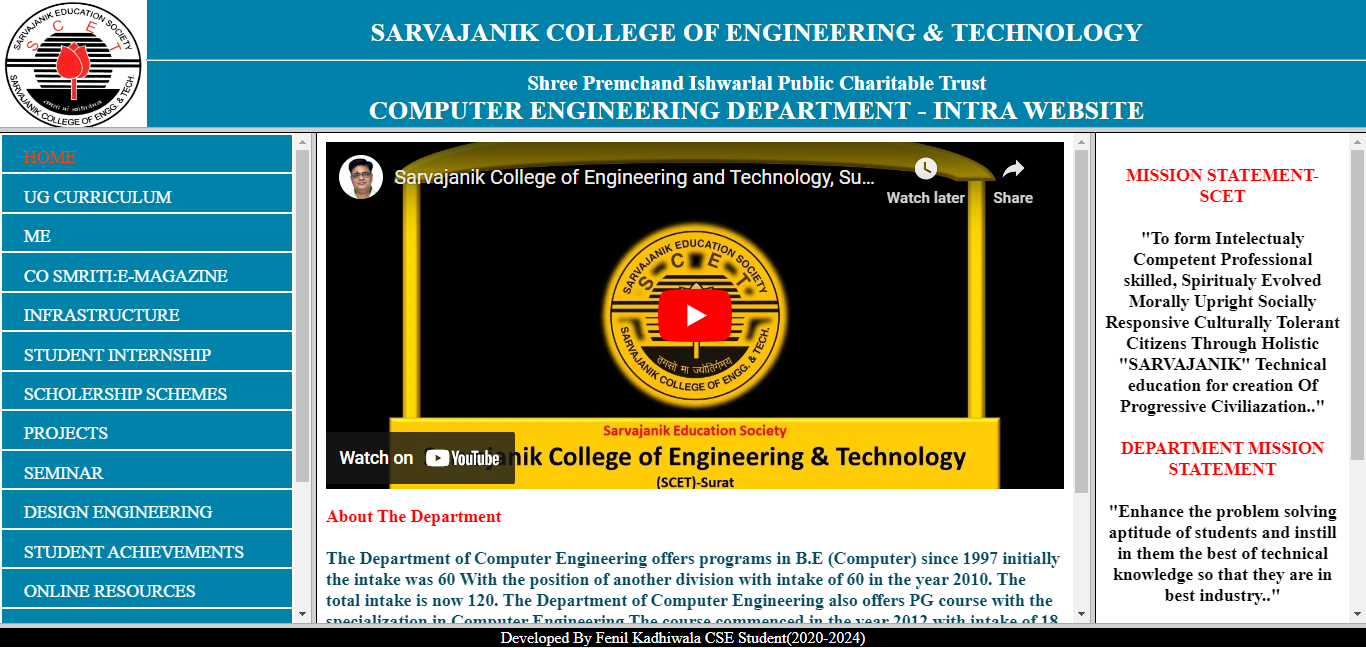 SARVAJANIK EDUCATION SOCIETY
S C E T
SARVAJANIK COLLEGE OF ENGG. & TECH.
SARVAJANIK COLLEGE OF ENGINEERING & TECHNOLOGY
Shree Premchand Ishwarlal Public Charitable Trust
COMPUTER ENGINEERING DEPARTMENT - INTRA WEBSITE
HOME
UG CURRICULUM
ME
CO SMRITI:E-MAGAZINE
INFRASTRUCTURE
STUDENT INTERNSHIP
SCHOLERSHIP SCHEMES
PROJECTS
SEMINAR
DESIGN ENGINEERING
STUDENT ACHIEVEMENTS
ONLINE RESOURCES
Sarvajanik College of Engineering and Technology, Su...
Watch later
Share
SARVAJANIK EDUCATION SOCIETY
S C E T
तमसो मा ज्योतिर्गमय
SARVAJANIK COLLEGE OF ENGG. & TECH.
Sarvajanik Education Society
Watch on YouTube
nik College of Engineering & Technology
(SCET)-Surat
About The Department
The Department of Computer Engineering offers programs in B.E (Computer) since 1997 initially
the intake was 60 With the position of another division with intake of 60 in the year 2010. The
total intake is now 120. The Department of Computer Engineering also offers PG course with the
specialization in Computer Engineering The course commenced in the year 2012 with intake of 18
MISSION STATEMENT-
SCET
"To form Intelectualy
Competent Professional
skilled, Spiritualy Evolved
Morally Upright Socially
Responsive Culturally Tolerant
Citizens Through Holistic
"SARVAJANIK" Technical
education for creation Of
Progressive Civiliazation.."
DEPARTMENT MISSION
STATEMENT
"Enhance the problem solving
aptitude of students and instill
in them the best of technical
knowledge so that they are in
best industry.."
Developed By Fenil Kadhiwala CSE Student(2020-2024)